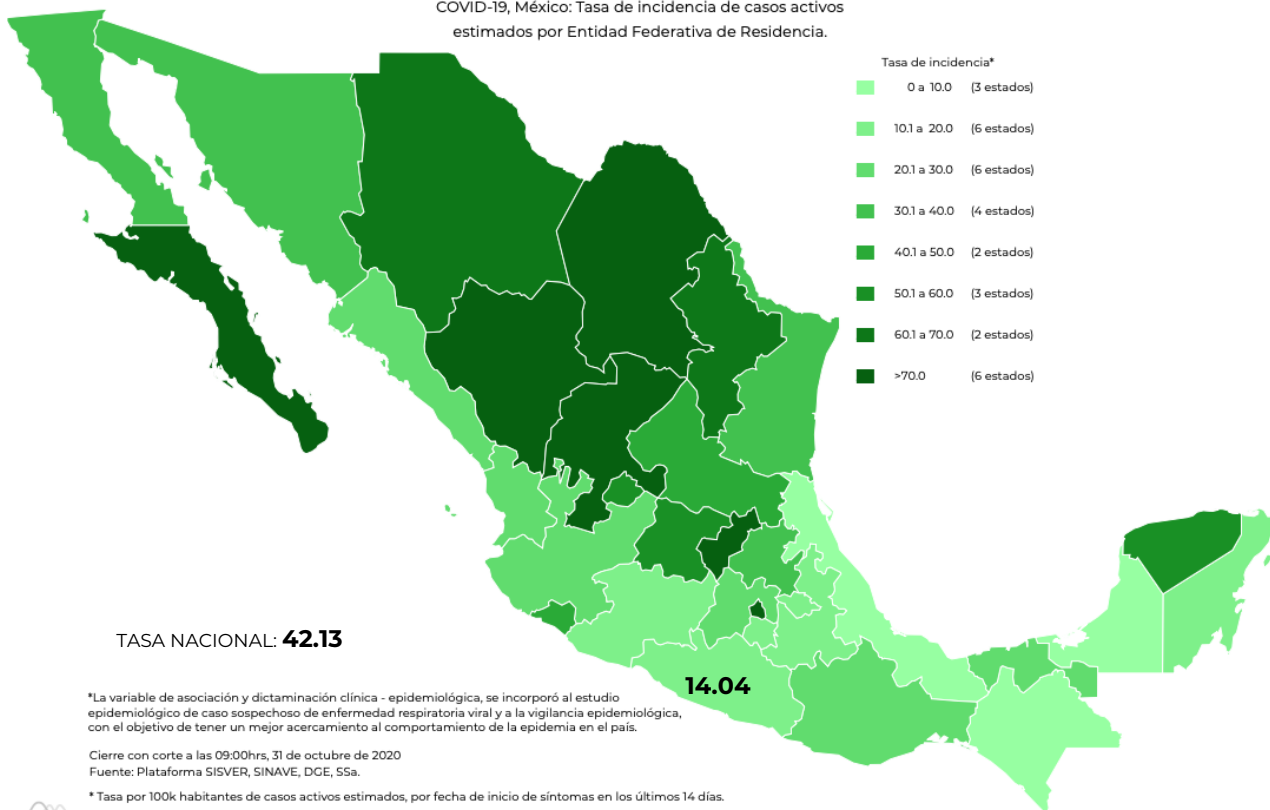 COVID-19, México: Tasa de incidencia de casos activos
estimados por Entidad Federativa de Residencia.
Tasa de incidencia*
0 a 10.0 (3 estados)
10.1 a 20.0 (6 estados)
20.1 a 30.0 (6 estados)
30.1 a 40.0 (4 estados)
40.1 a 50.0 (2 estados)
50.1 a 60.0 (3 estados)
60.1 a 70.0 (2 estados)
>70.0 (6 estados)
TASA NACIONAL: 42.13
14.04
*La variable de asociación y dictaminación clínica - epidemiológica, se incorporó al estudio
epidemiológico de caso sospechoso de enfermedad respiratoria viral y a la vigilancia epidemiológica,
con el objetivo de tener un mejor acercamiento al comportamiento de la epidemia en el país.
Cierre con corte a las 09:00hrs, 31 de octubre de 2020
Fuente: Plataforma SISVER, SINAVE, DGE, SSa.
* Tasa por 100k habitantes de casos activos estimados, por fecha de inicio de síntomas en los últimos 14 días.